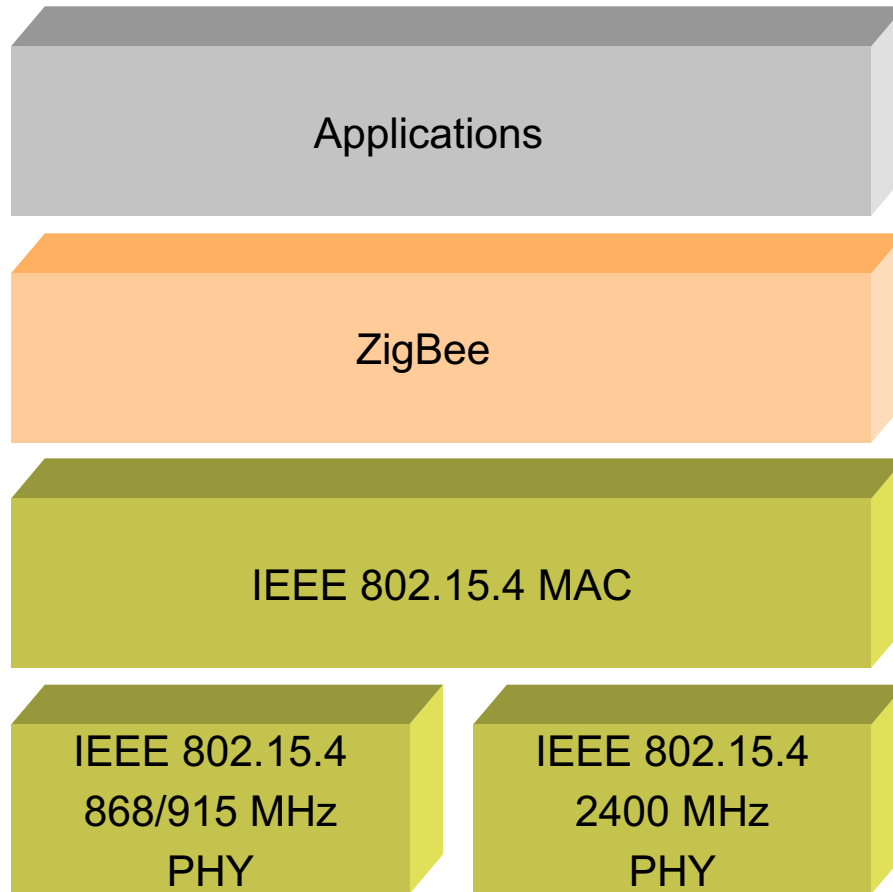 Applications
ZigBee
IEEE 802.15.4 MAC
IEEE 802.15.4
868/915 MHz
PHY
IEEE 802.15.4
2400 MHz
PHY